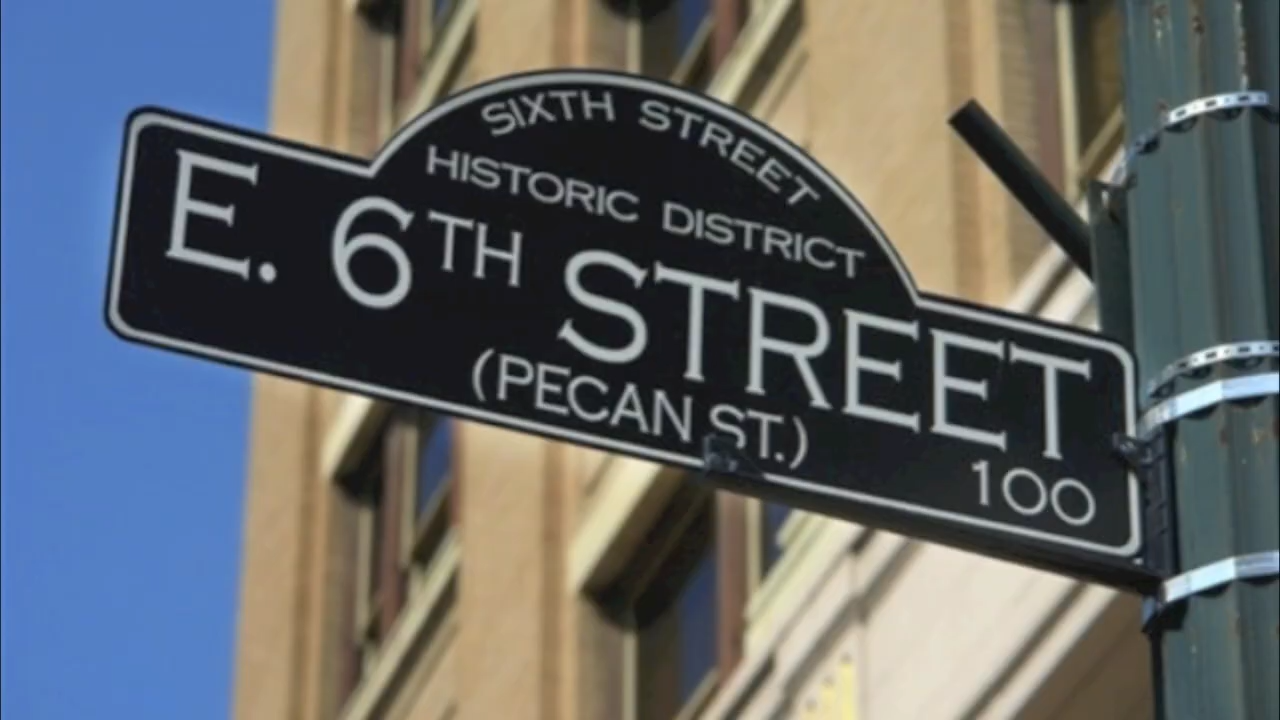 SIXTH STREET
HISTORIC DISTRICT
E. 6TH STREET
(PECAN ST.)
100